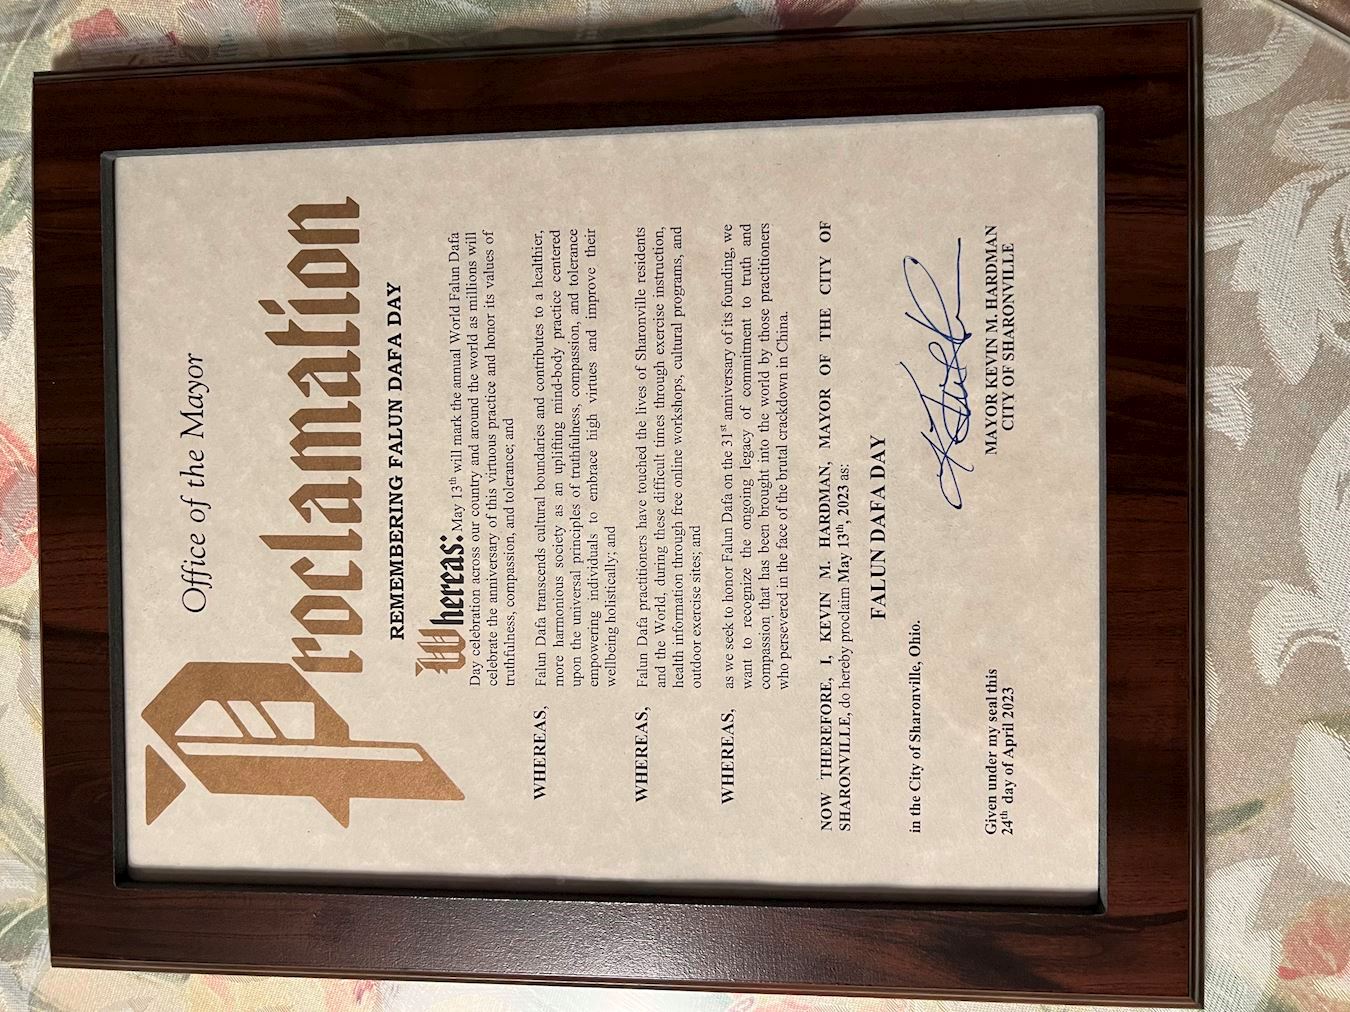 Office of the Mayor
Proclamation
REMEMBERING FALUN DAFA DAY
Whereas: May 13th will mark the annual World Falun Dafa
Day celebration across our country and around the world as millions will
celebrate the anniversary of this virtuous practice and honor its values of
truthfulness, compassion, and tolerance; and
WHEREAS, Falun Dafa transcends cultural boundaries and contributes to a healthier,
more harmonious society as an uplifting mind-body practice centered
upon the universal principles of truthfulness, compassion, and tolerance
empowering individuals to embrace high virtues and improve their
wellbeing holistically; and
WHEREAS, Falun Dafa practitioners have touched the lives of Sharonville residents
and the World, during these difficult times through exercise instruction,
health information through free online workshops, cultural programs, and
outdoor exercise sites; and
WHEREAS, as we seek to honor Falun Dafa on the 31st anniversary of its founding, we
want to recognize the ongoing legacy of commitment to truth and
compassion that has been brought into the world by those practitioners
who persevered in the face of the brutal crackdown in China.
NOW THEREFORE, I, KEVIN M. HARDMAN, MAYOR OF THE CITY OF
SHARONVILLE, do hereby proclaim May 13th, 2023 as:
FALUN DAFA DAY
in the City of Sharonville, Ohio.
Given under my seal this
24th day of April 2023
MAYOR KEVIN M. HARDMAN
CITY OF SHARONVILLE